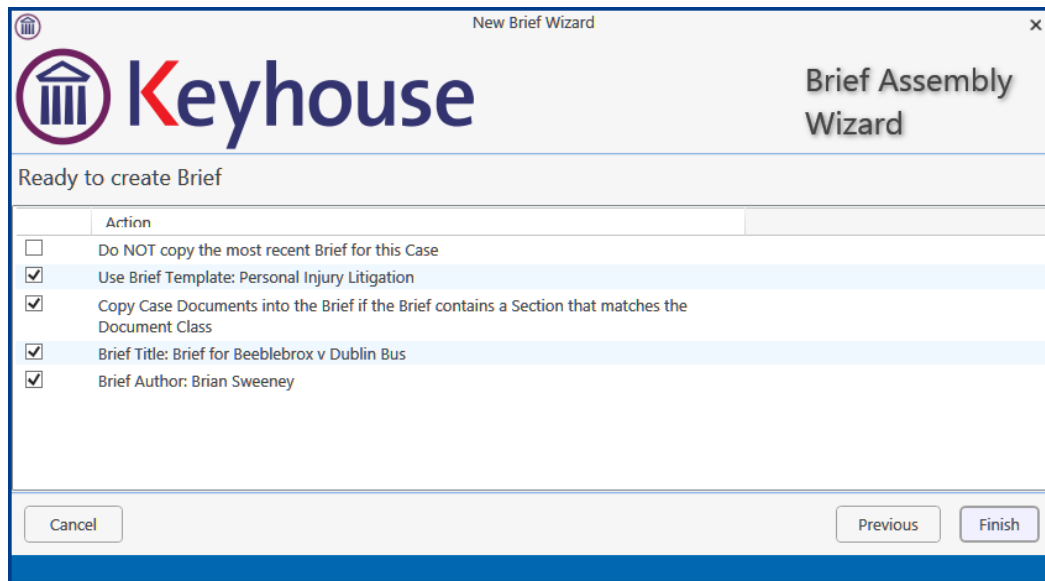 New Brief Wizard
Keyhouse
Brief Assembly
Wizard
Ready to create Brief
Action
Do NOT copy the most recent Brief for this Case
Use Brief Template: Personal Injury Litigation
Copy Case Documents into the Brief if the Brief contains a Section that matches the
Document Class
Brief Title: Brief for Beeblebrox v Dublin Bus
Brief Author: Brian Sweeney
Cancel
Previous
Finish